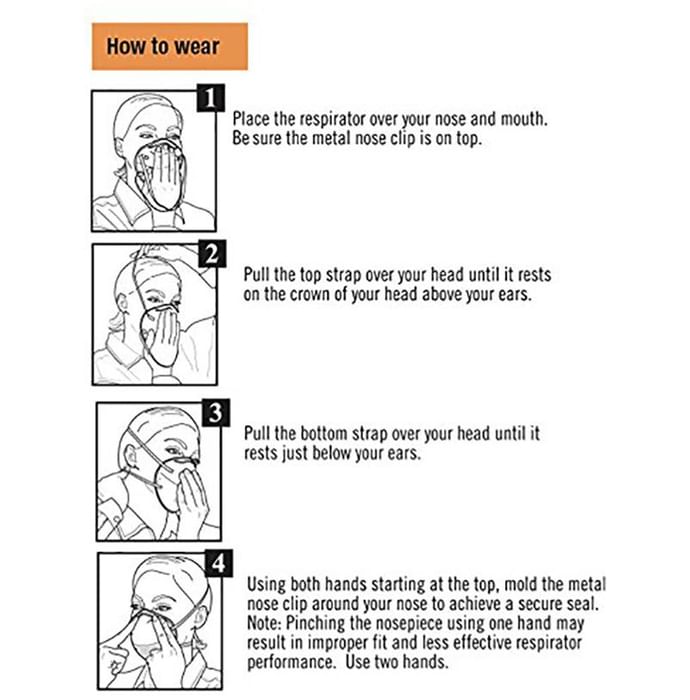 How to wear
1
Place the respirator over your nose and mouth.
Be sure the metal nose clip is on top.
2
Pull the top strap over your head until it rests
on the crown of your head above your ears.
3
Pull the bottom strap over your head until it
rests just below your ears.
4
Using both hands starting at the top, mold the metal
nose clip around your nose to achieve a secure seal.
Note: Pinching the nosepiece using one hand may
result in improper fit and less effective respirator
performance. Use two hands.